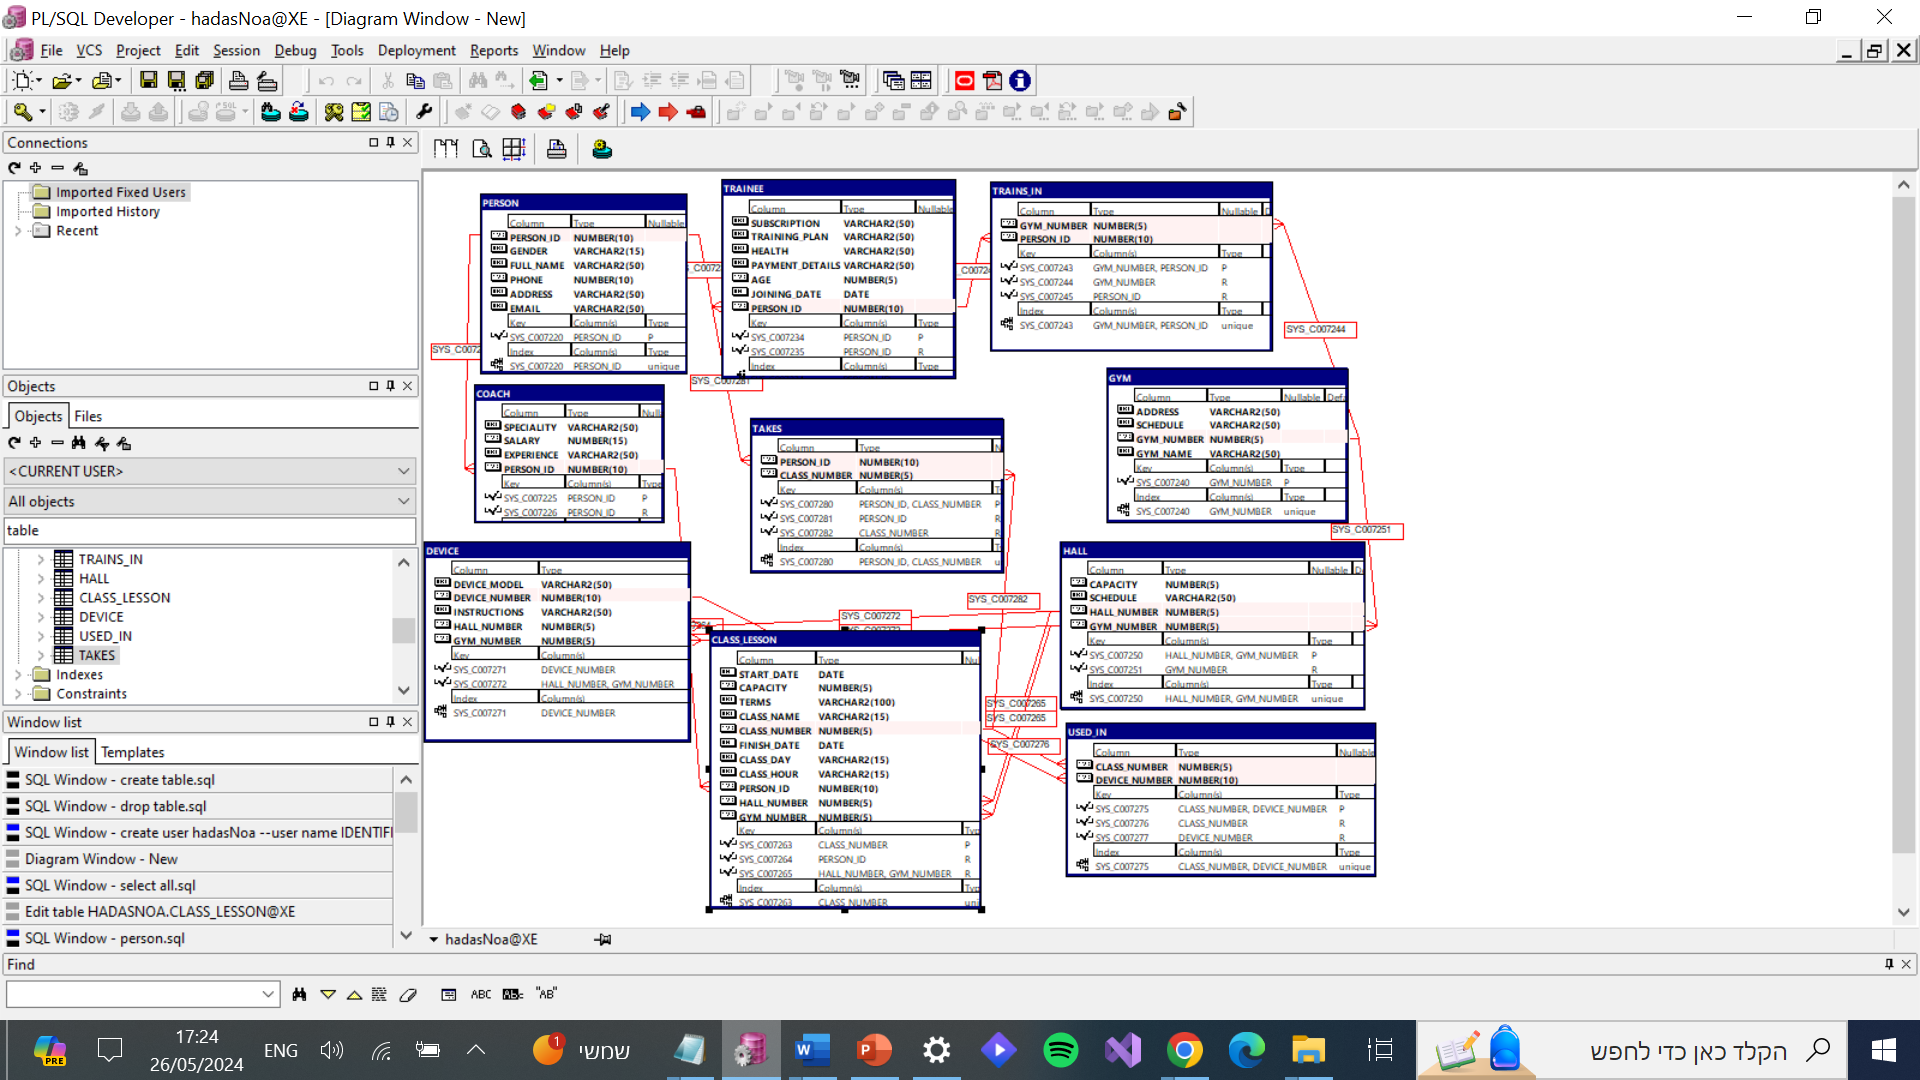 PL/SQL Developer - hadasNoa@XE - [Diagram Window - New]
File VCS Project Edit Session Debug Tools Deployment Reports Window Help
Connections
Imported Fixed Users
Imported History
Recent
Objects
Objects Files
<CURRENT USER>
All objects
table
TRAINS_IN
HALL
CLASS_LESSON
DEVICE
USED_IN
TAKES
Indexes
Constraints
Window list
Window list Templates
SQL Window - create table.sql
SQL Window - drop table.sql
SQL Window - create user hadasNoa --user name IDENTIFI
Diagram Window - New
SQL Window - select all.sql
Edit table HADASNOA.CLASS_LESSON@XE
SQL Window - person.sql
PERSON
Column Type Nullable
PERSON_ID NUMBER(10)
GENDER VARCHAR2(15)
FULL_NAME VARCHAR2(50)
PHONE NUMBER(10)
ADDRESS VARCHAR2(50)
EMAIL VARCHAR2(50)
Key Column(s) Type
SYS_C007220 PERSON_ID P
Index Column(s) Type
SYS_C007220 PERSON_ID unique
TRAINEE
Column Type Nullable
SUBSCRIPTION VARCHAR2(50)
TRAINING_PLAN VARCHAR2(50)
HEALTH VARCHAR2(50)
PAYMENT_DETAILS VARCHAR2(50)
AGE NUMBER(5)
JOINING_DATE DATE
PERSON_ID NUMBER(10)
Key Column(s) Type
SYS_C007234 PERSON_ID P
SYS_C007235 PERSON_ID R
Index Column(s) Type
TRAINS_IN
Column Type Nullable D
GYM_NUMBER NUMBER(5)
PERSON_ID NUMBER(10)
Key Column(s) Type
SYS_C007243 GYM_NUMBER, PERSON_ID P
SYS_C007244 GYM_NUMBER R
SYS_C007245 PERSON_ID R
Index Column(s) Type
SYS_C007243 GYM_NUMBER, PERSON_ID unique
SYS_C007244
SYS_C0072
SYS_C007281
COACH
Column Type Null
SPECIALITY VARCHAR2(50)
SALARY NUMBER(15)
EXPERIENCE VARCHAR2(50)
PERSON_ID NUMBER(10)
Key Column(s) Type
SYS_C007225 PERSON_ID P
SYS_C007226 PERSON_ID R
TAKES
Column Type N
PERSON_ID NUMBER(10)
CLASS_NUMBER NUMBER(5)
Key Column(s) T
SYS_C007280 PERSON_ID, CLASS_NUMBER P
SYS_C007281 PERSON_ID R
SYS_C007282 CLASS_NUMBER R
Index Column(s) T
SYS_C007280 PERSON_ID, CLASS_NUMBER u
GYM
Column Type Nullable Defa
ADDRESS VARCHAR2(50)
SCHEDULE VARCHAR2(50)
GYM_NUMBER NUMBER(5)
GYM_NAME VARCHAR2(50)
Key Column(s) Type
SYS_C007240 GYM_NUMBER P
Index Column(s) Type
SYS_C007240 GYM_NUMBER unique
SYS_C007251
DEVICE
Column Type
DEVICE_MODEL VARCHAR2(50)
DEVICE_NUMBER NUMBER(10)
INSTRUCTIONS VARCHAR2(50)
HALL_NUMBER NUMBER(5)
GYM_NUMBER NUMBER(5)
Key Column(s)
SYS_C007271 DEVICE_NUMBER
SYS_C007272 HALL_NUMBER, GYM_NUMBER
Index Column(s)
SYS_C007271 DEVICE_NUMBER
SYS_C007282
SYS_C007272
HALL
Column Type Nullable D
CAPACITY NUMBER(5)
SCHEDULE VARCHAR2(50)
HALL_NUMBER NUMBER(5)
GYM_NUMBER NUMBER(5)
Key Column(s) Type
SYS_C007250 HALL_NUMBER, GYM_NUMBER P
SYS_C007251 GYM_NUMBER R
Index Column(s) Type
SYS_C007250 HALL_NUMBER, GYM_NUMBER unique
CLASS_LESSON
Column Type Nul
START_DATE DATE
CAPACITY NUMBER(5)
TERMS VARCHAR2(100)
CLASS_NAME VARCHAR2(15)
CLASS_NUMBER NUMBER(5)
FINISH_DATE DATE
CLASS_DAY VARCHAR2(15)
CLASS_HOUR VARCHAR2(15)
PERSON_ID NUMBER(10)
HALL_NUMBER NUMBER(5)
GYM_NUMBER NUMBER(5)
Key Column(s) Typ
SYS_C007263 CLASS_NUMBER P
SYS_C007264 PERSON_ID R
SYS_C007265 HALL_NUMBER, GYM_NUMBER R
Index Column(s) Typ
SYS_C007263 CLASS_NUMBER uni
SYS_C007265
SYS_C007265
SYS_C007276
USED_IN
Column Type Nullable
CLASS_NUMBER NUMBER(5)
DEVICE_NUMBER NUMBER(10)
Key Column(s) Type
SYS_C007275 CLASS_NUMBER, DEVICE_NUMBER P
SYS_C007276 CLASS_NUMBER R
SYS_C007277 DEVICE_NUMBER R
Index Column(s) Type
SYS_C007275 CLASS_NUMBER, DEVICE_NUMBER unique
hadasNoa@XE
Find
ABC "AB"
PRE
17:24
26/05/2024
ENG
1
שמשי
הקלד כאן כדי לחפש